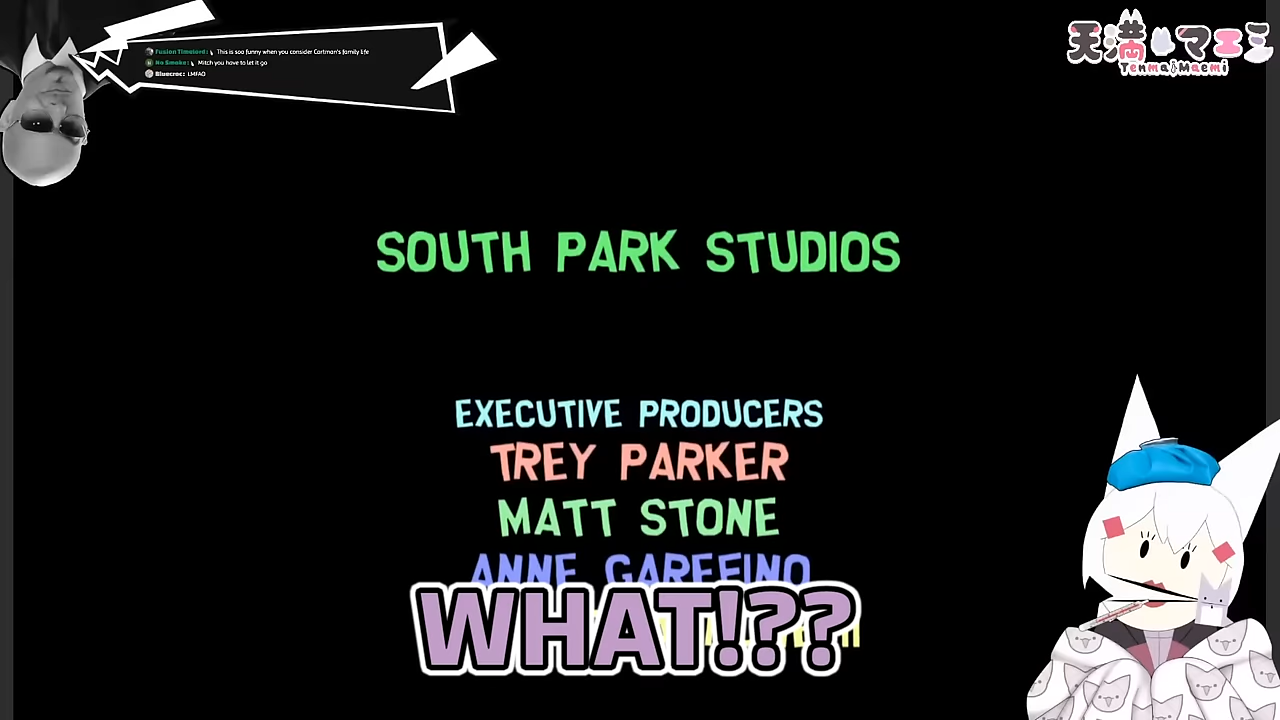 Fusion Timelord: This is soo funny when you consider Cartman's family life
No Smoke: Mitch you have to let it go
Bluecroc: LMFAO
天満マエミ
Tenma Maemi
SOUTH PARK STUDIOS
EXECUTIVE PRODUCERS
TREY PARKER
MATT STONE
ANNE GAREFINO
WHAT!??